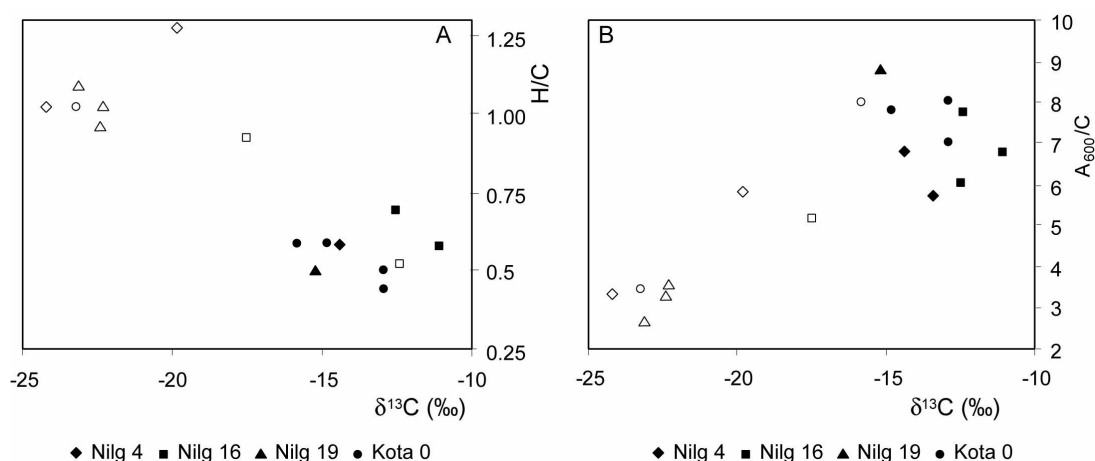 A
1.25
1.00
0.75
0.5
0.25
H/C
-25 -20 -15 -10
δ¹³C (‰)
◆ Nilg 4 ■ Nilg 16 ▲ Nilg 19 ● Kota 0
B
10
9
8
7
6
5
4
3
2
A₆₀₀/C
-25 -20 -15 -10
δ¹³C (‰)
◆ Nilg 4 ■ Nilg 16 ▲ Nilg 19 ● Kota 0